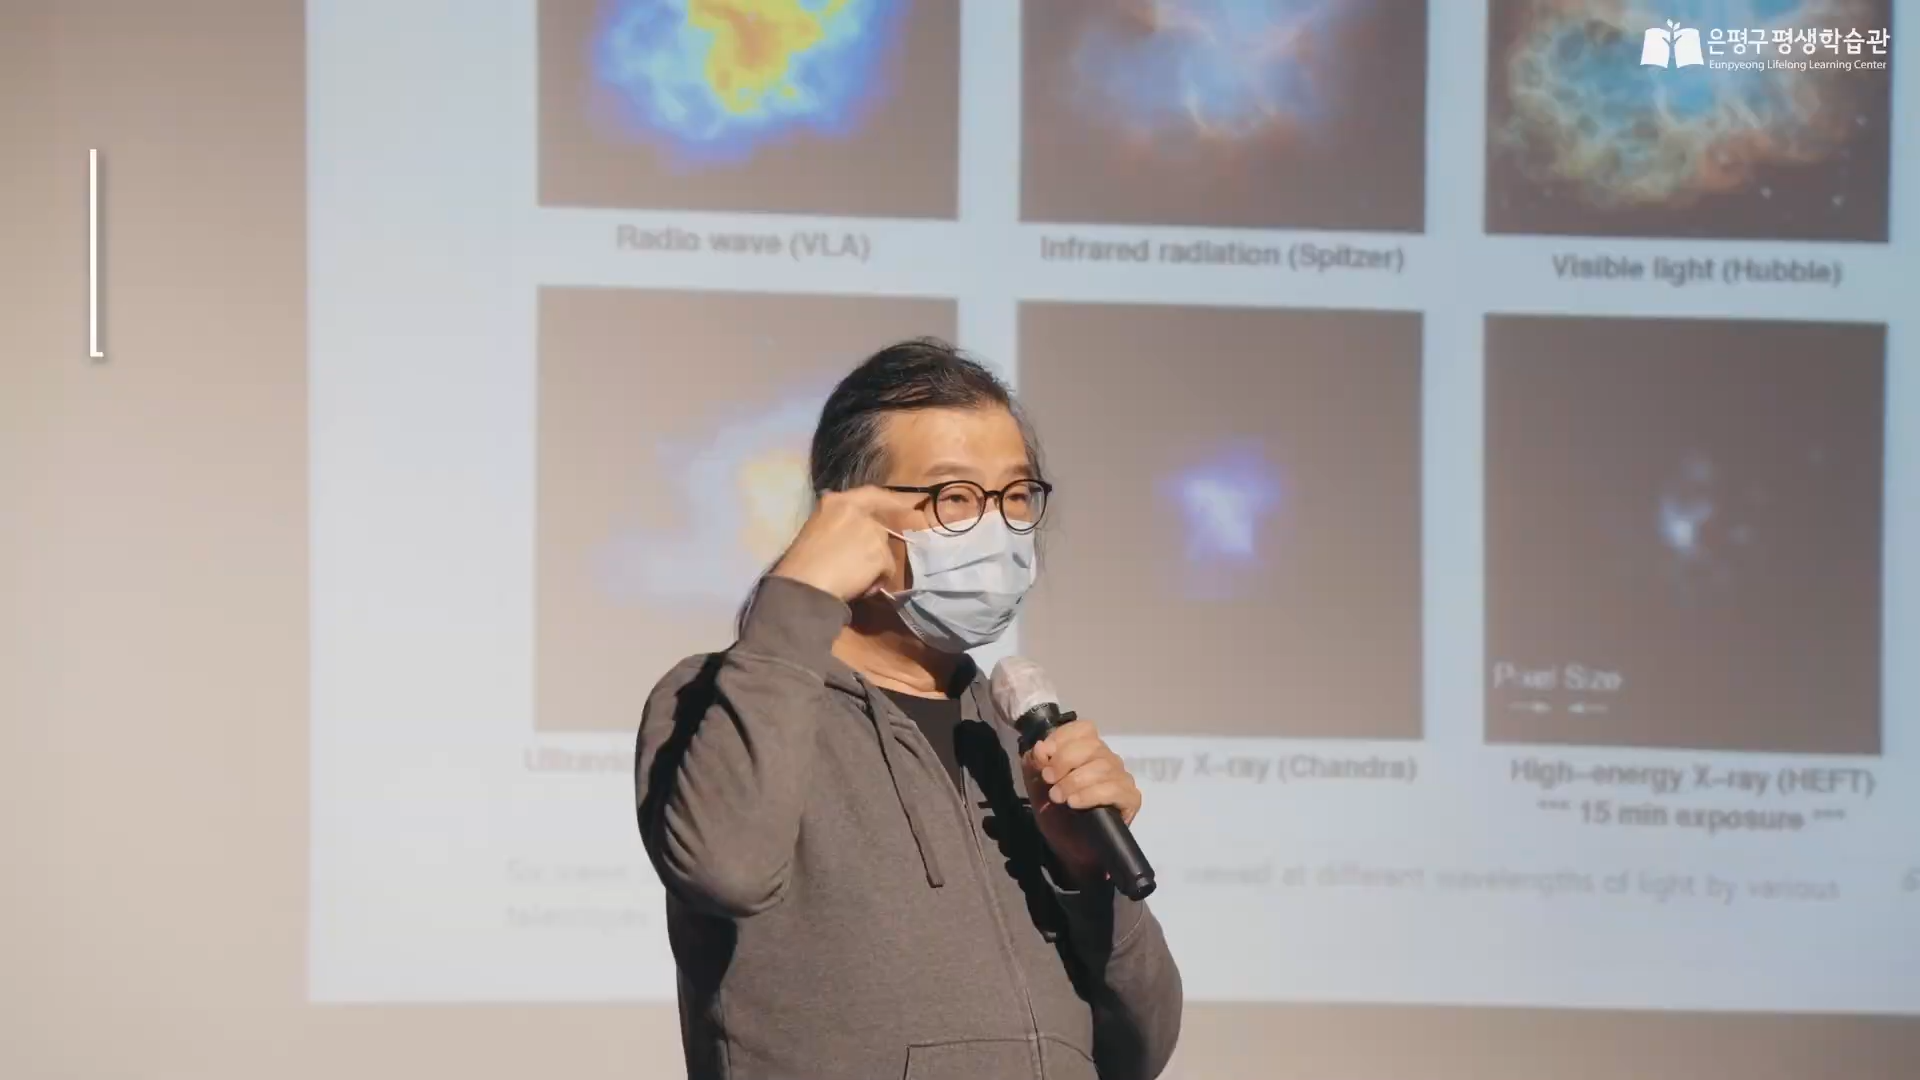 은평구 평생학습관
Eunpyeong Lifelong Learning Center
Radio wave (VLA)
Infrared radiation (Spitzer)
Visible light (Hubble)
Pixel Size
X-ray (Chandra)
High-energy X-ray (HEFT)
*** 15 min exposure ***
viewed at different wavelengths of light by various
telescopes